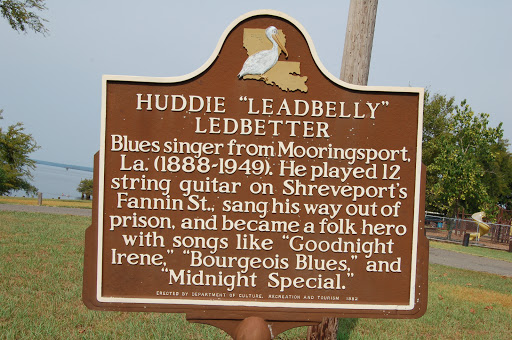 HUDDIE "LEADBELLY"
LEDBETTER
Blues singer from Mooringsport,
La. (1888-1949). He played 12
string guitar on Shreveport's
Fannin St., sang his way out of
prison, and became a folk hero
with songs like "Goodnight
Irene," "Bourgeois Blues," and
"Midnight Special."
ERECTED BY DEPARTMENT OF CULTURE, RECREATION AND TOURISM 1982